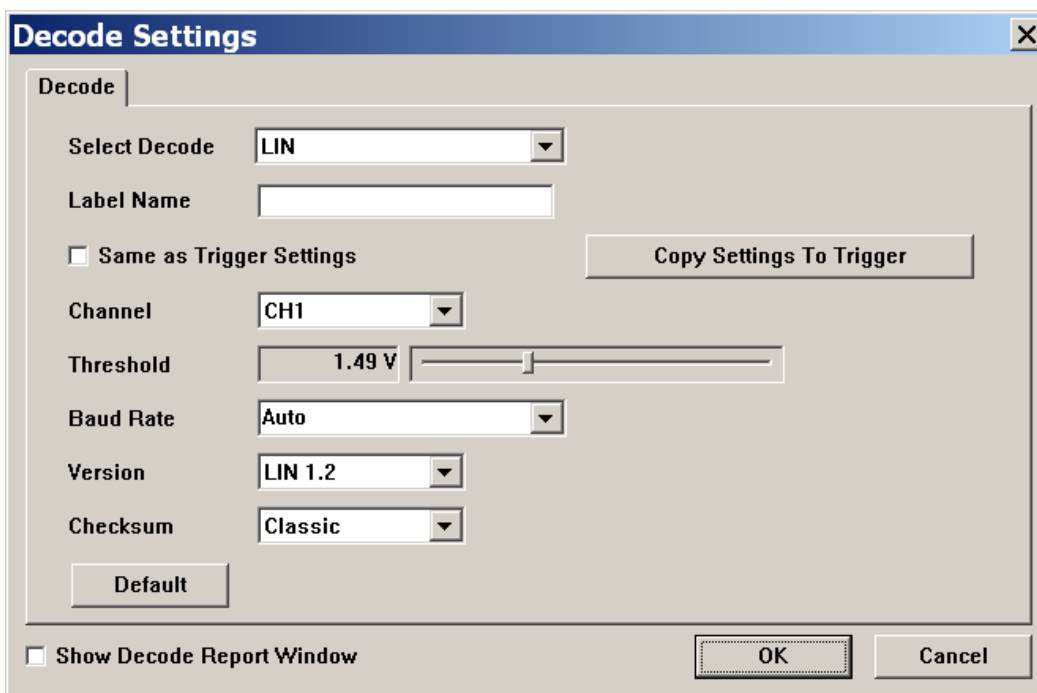 Decode Settings
Decode
Select Decode LIN
Label Name
Same as Trigger Settings Copy Settings To Trigger
Channel CH1
Threshold 1.49 V
Baud Rate Auto
Version LIN 1.2
Checksum Classic
Default
Show Decode Report Window OK Cancel